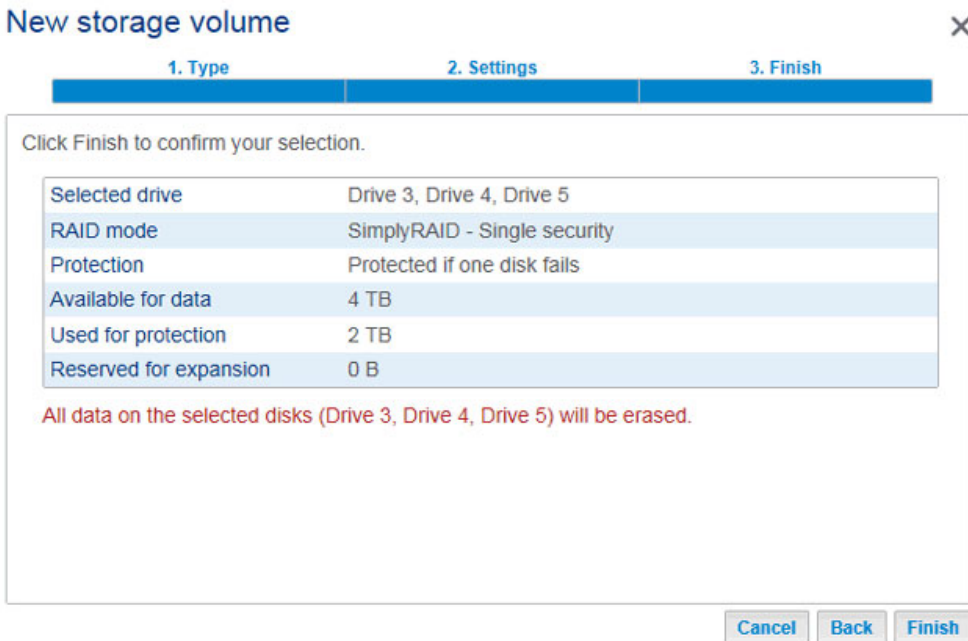 New storage volume
1. Type 2. Settings 3. Finish
Click Finish to confirm your selection.
Selected drive Drive 3, Drive 4, Drive 5
RAID mode SimplyRAID - Single security
Protection Protected if one disk fails
Available for data 4 TB
Used for protection 2 TB
Reserved for expansion 0 B
All data on the selected disks (Drive 3, Drive 4, Drive 5) will be erased.
Cancel Back Finish